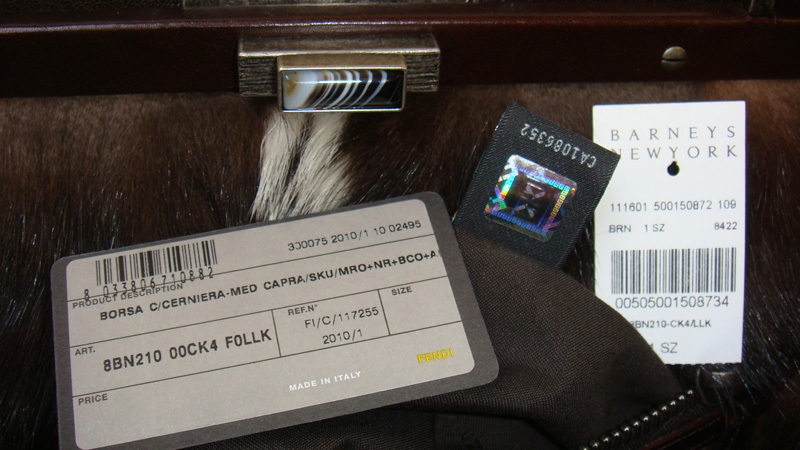 CA1086352
BARNEYS
NEWYORK
111601 500150872 109
BRN 1 SZ 8422
00505001508734
8BN210-CK4/LLK
1 SZ
8 033806710882
300075 2010/1 10 02495
PRODUCT DESCRIPTION
BORSA C/CERNIERA-MED CAPRA/SKU/MRO+NR+BCO+A
ART.
8BN210 00CK4 F0LLK
REF.N°
FI/C/117255
2010/1
SIZE
PRICE
MADE IN ITALY
FENDI